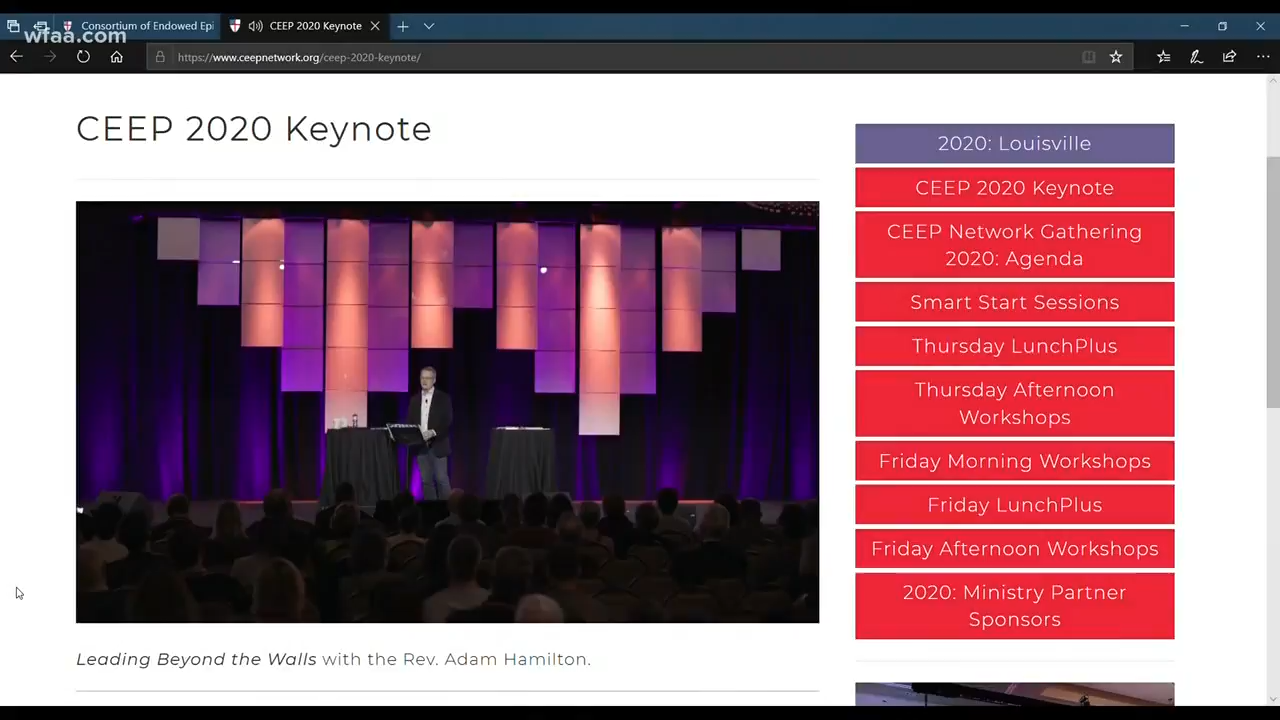 Consortium of Endowed Epi
CEEP 2020 Keynote
wfaa.com
https://www.ceepnetwork.org/ceep-2020-keynote/
CEEP 2020 Keynote
Leading Beyond the Walls with the Rev. Adam Hamilton.
2020: Louisville
CEEP 2020 Keynote
CEEP Network Gathering
2020: Agenda
Smart Start Sessions
Thursday LunchPlus
Thursday Afternoon
Workshops
Friday Morning Workshops
Friday LunchPlus
Friday Afternoon Workshops
2020: Ministry Partner
Sponsors